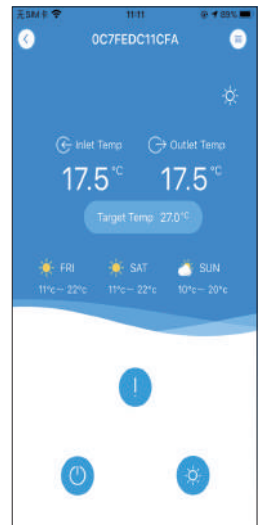 无SIM卡 11:11 89%
0C7FEDC11CFA
Inlet Temp Outlet Temp
17.5°C 17.5°C
Target Temp 27.0°C
FRI SAT SUN
11°c~ 22°c 11°c~ 22°c 10°c~ 20°c
!